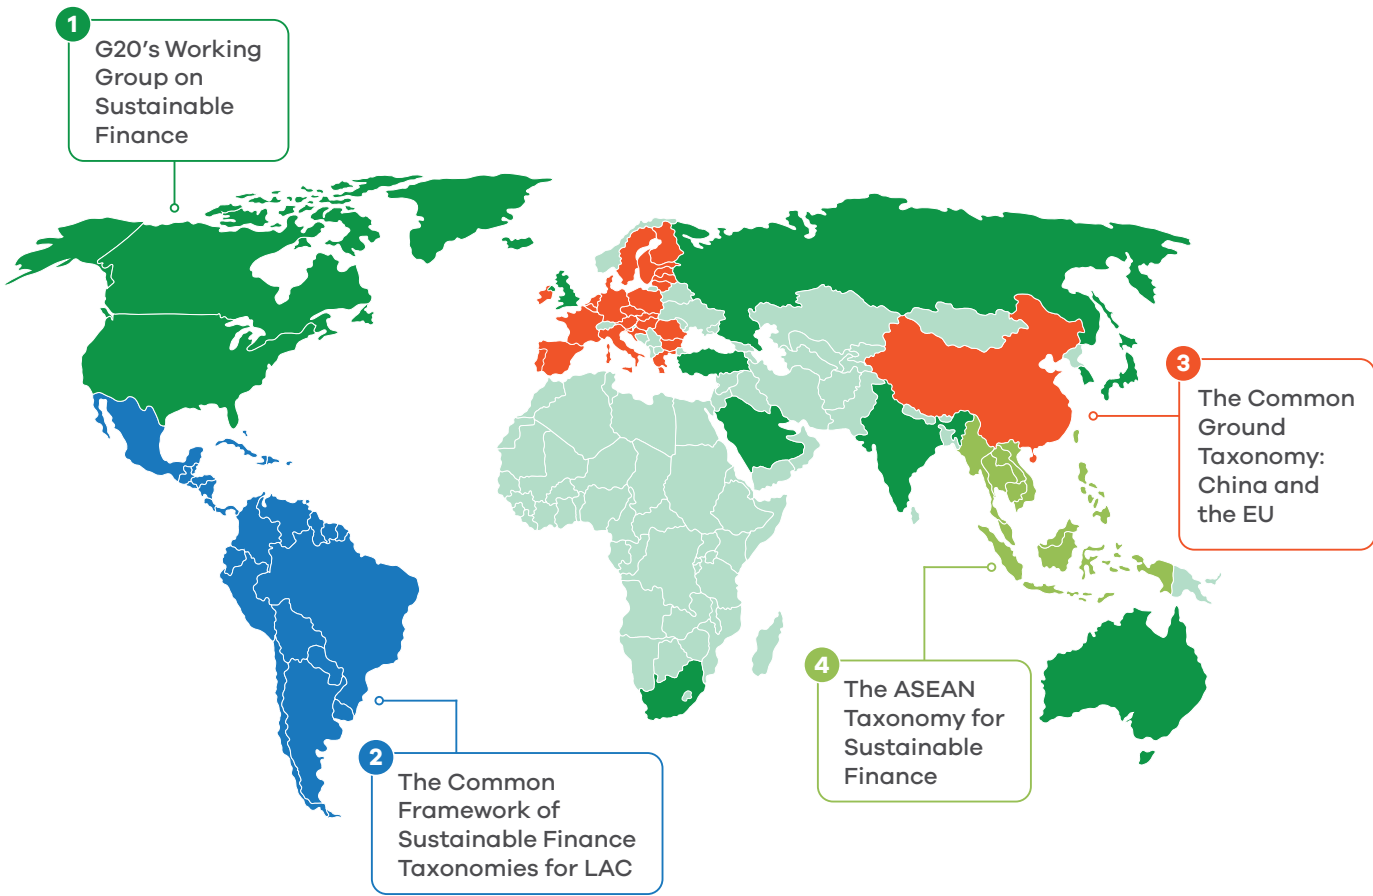 1
G20's Working
Group on
Sustainable
Finance
2
The Common
Framework of
Sustainable Finance
Taxonomies for LAC
3
The Common
Ground
Taxonomy:
China and
the EU
4
The ASEAN
Taxonomy for
Sustainable
Finance